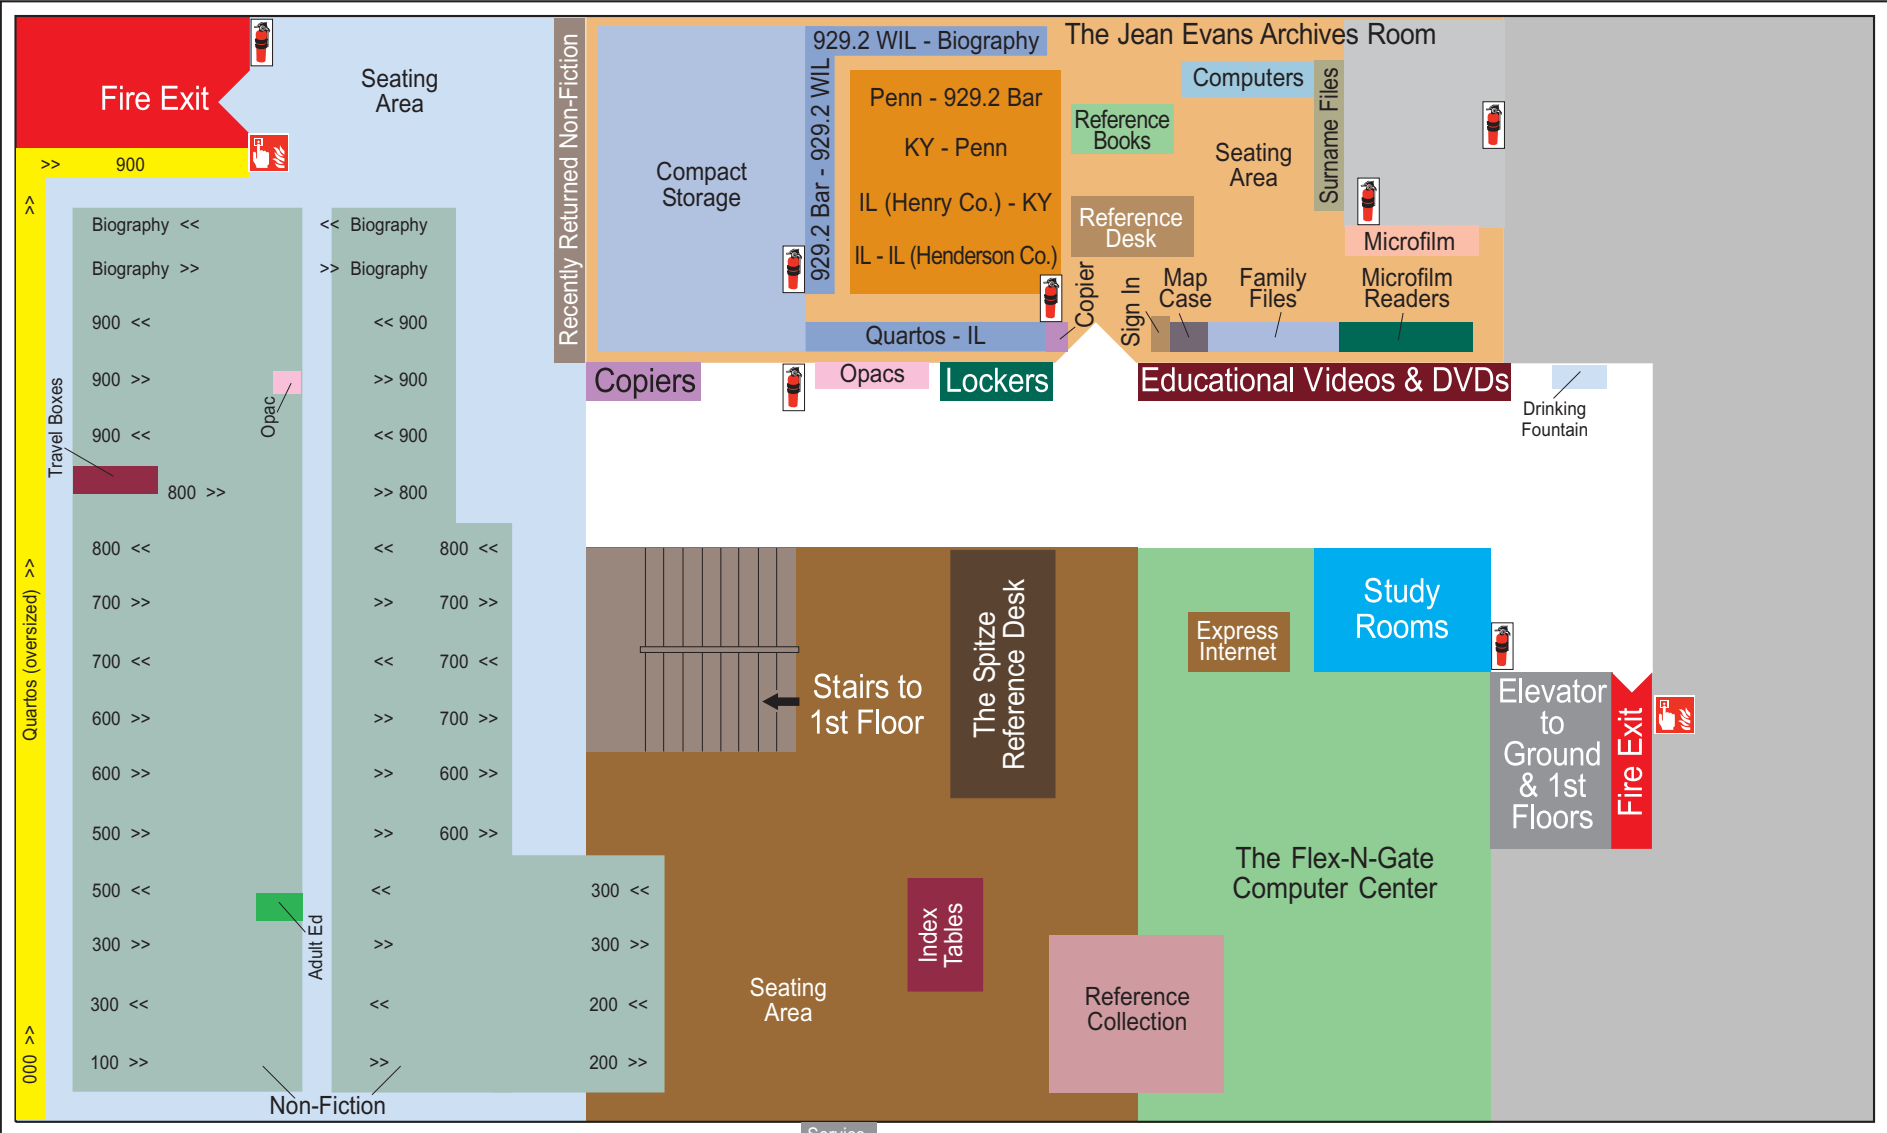 Fire Exit
Seating
Area
>> 900
>>
Quartos (oversized) >>
000 >>
Biography <<
Biography >>
900 <<
900 >>
900 <<
800 >>
800 <<
700 >>
700 <<
600 >>
600 >>
500 >>
500 <<
300 >>
300 <<
100 >>
Travel Boxes
Opac
Adult Ed
Non-Fiction
<< Biography
>> Biography
<< 900
>> 900
<< 900
>> 800
<< 800 <<
>> 700 >>
<< 700 <<
>> 700 >>
>> 600 >>
>> 600 >>
<< 300 <<
>> 300 >>
<< 200 <<
>> 200 >>
Recently Returned Non-Fiction
Compact
Storage
929.2 WIL - Biography
929.2 Bar - 929.2 WIL
Penn - 929.2 Bar
KY - Penn
IL (Henry Co.) - KY
IL - IL (Henderson Co.)
Quartos - IL
Copier
The Jean Evans Archives Room
Computers
Reference
Books
Seating
Area
Surname Files
Reference
Desk
Microfilm
Sign In
Map
Case
Family
Files
Microfilm
Readers
Copiers
Opacs
Lockers
Educational Videos & DVDs
Drinking
Fountain
Stairs to
1st Floor
The Spitze
Reference Desk
Express
Internet
Study
Rooms
Elevator
to
Ground
& 1st
Floors
Fire Exit
The Flex-N-Gate
Computer Center
Index
Tables
Seating
Area
Reference
Collection